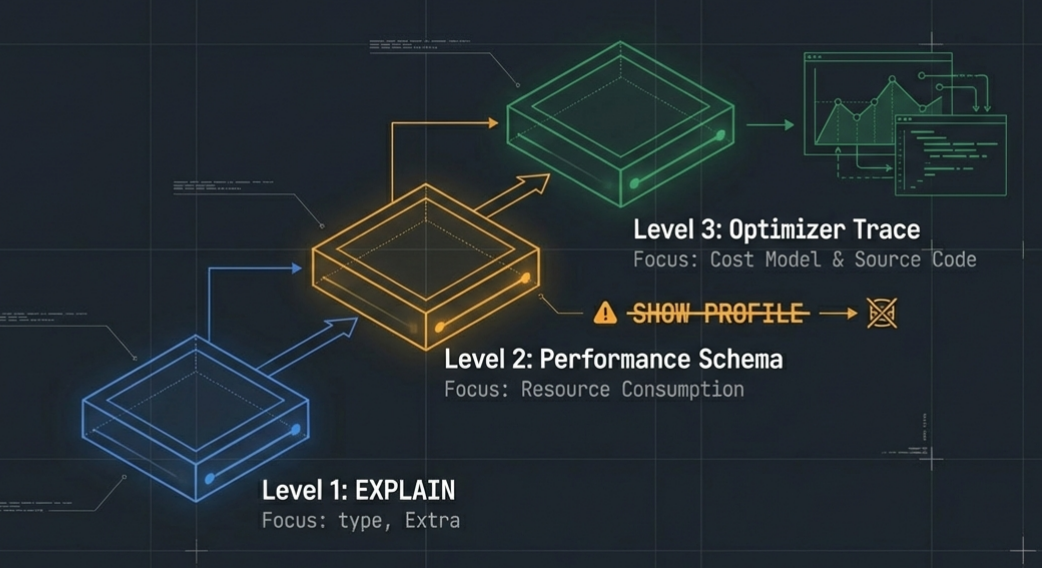 Level 3: Optimizer Trace
Focus: Cost Model & Source Code
SHOW PROFILE
Level 2: Performance Schema
Focus: Resource Consumption
Level 1: EXPLAIN
Focus: type, Extra